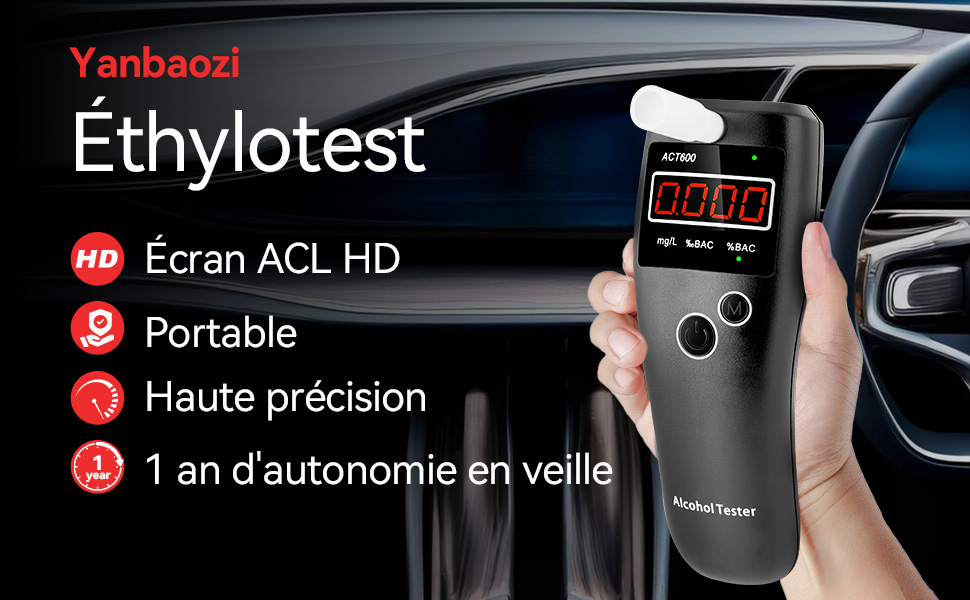 Yanbaozi
Éthylotest
HD
Écran ACL HD
Portable
Haute précision
1 year
1 an d'autonomie en veille
ACT600
0.000
mg/L ‰BAC %BAC
M
Alcohol Tester